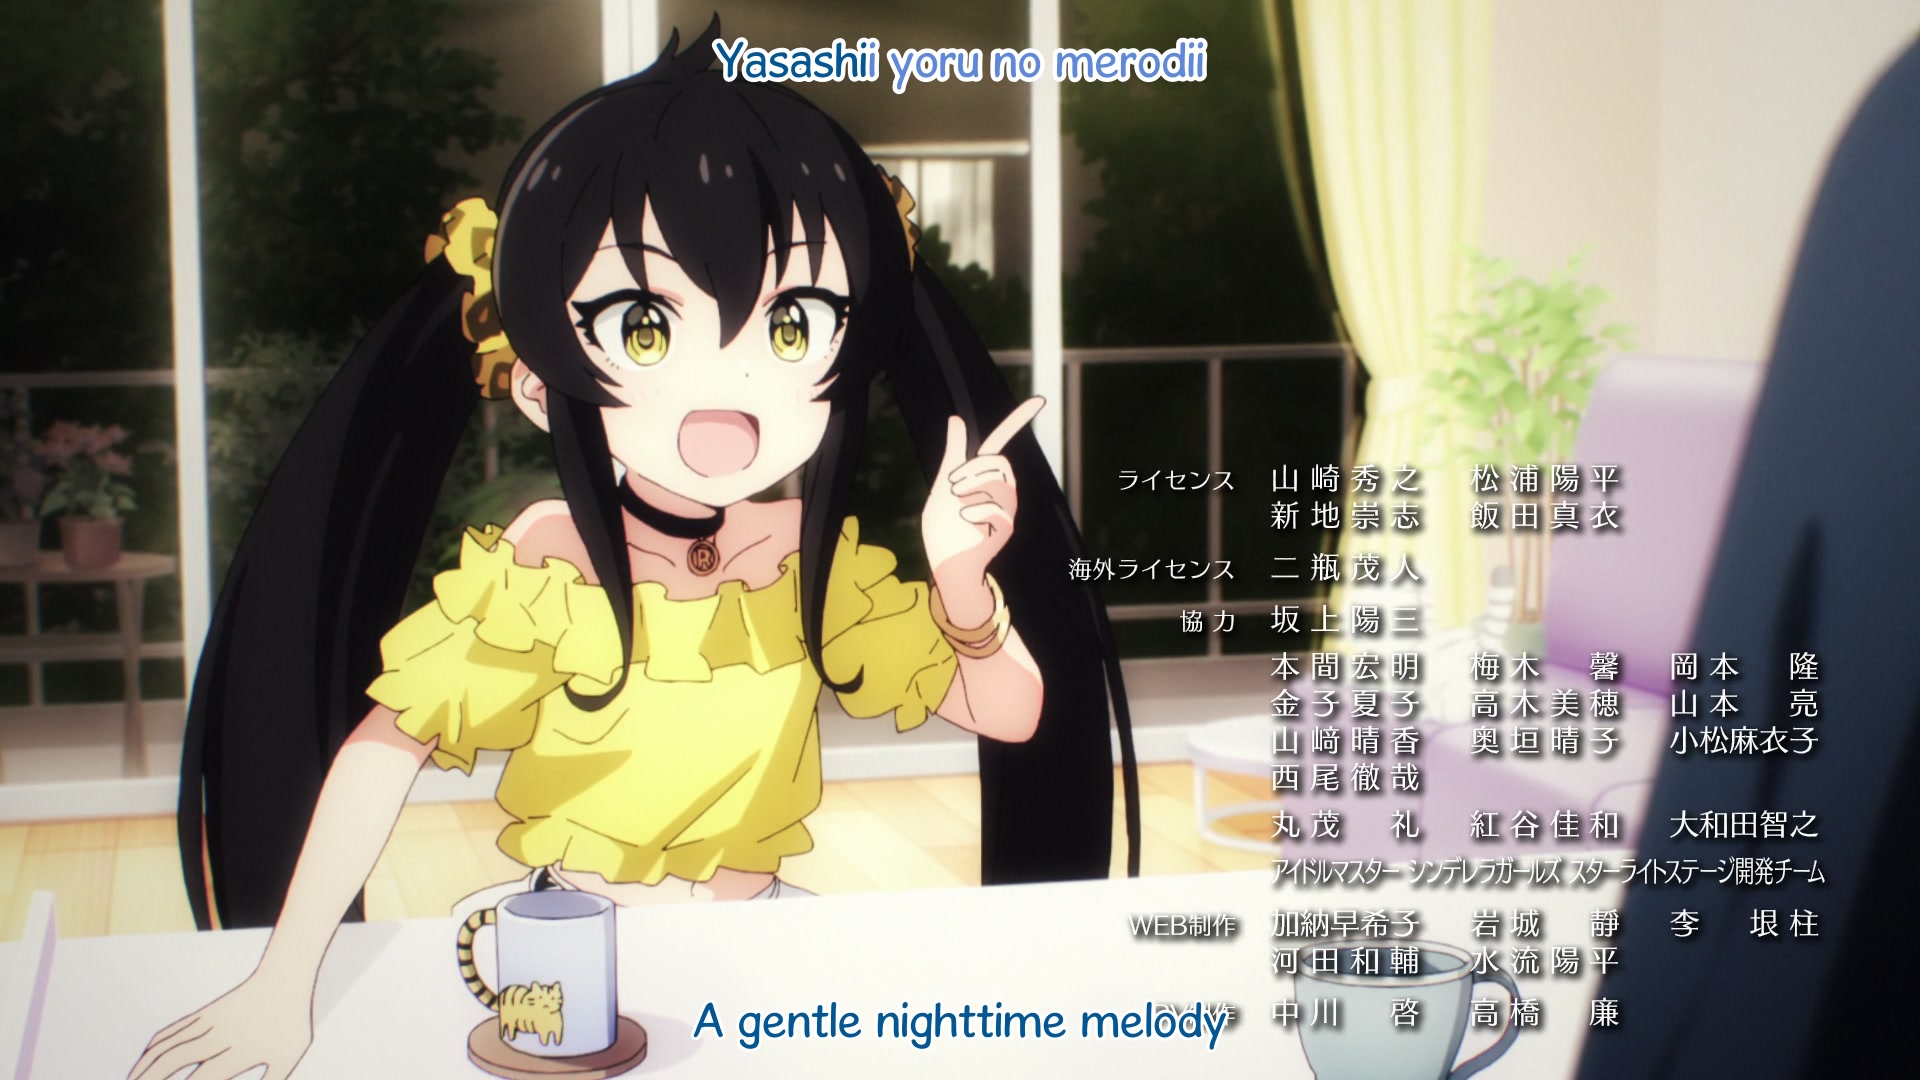 Yasashii yoru no merodii
ライセンス 山崎秀之 松浦陽平
新地崇志 飯田真衣
海外ライセンス 二瓶茂人
協力 坂上陽三
本間宏明 梅木馨 岡本隆
金子夏子 高木美穂 山本亮
山﨑晴香 奥垣晴子 小松麻衣子
西尾徹哉
丸茂礼 紅谷佳和 大和田智之
アイドルマスター シンデレラガールズ スターライトステージ開発チーム
WEB制作 加納早希子 岩城靜 李垠柱
河田和輔 水流陽平
中川啓 高橋廉
A gentle nighttime melody
R